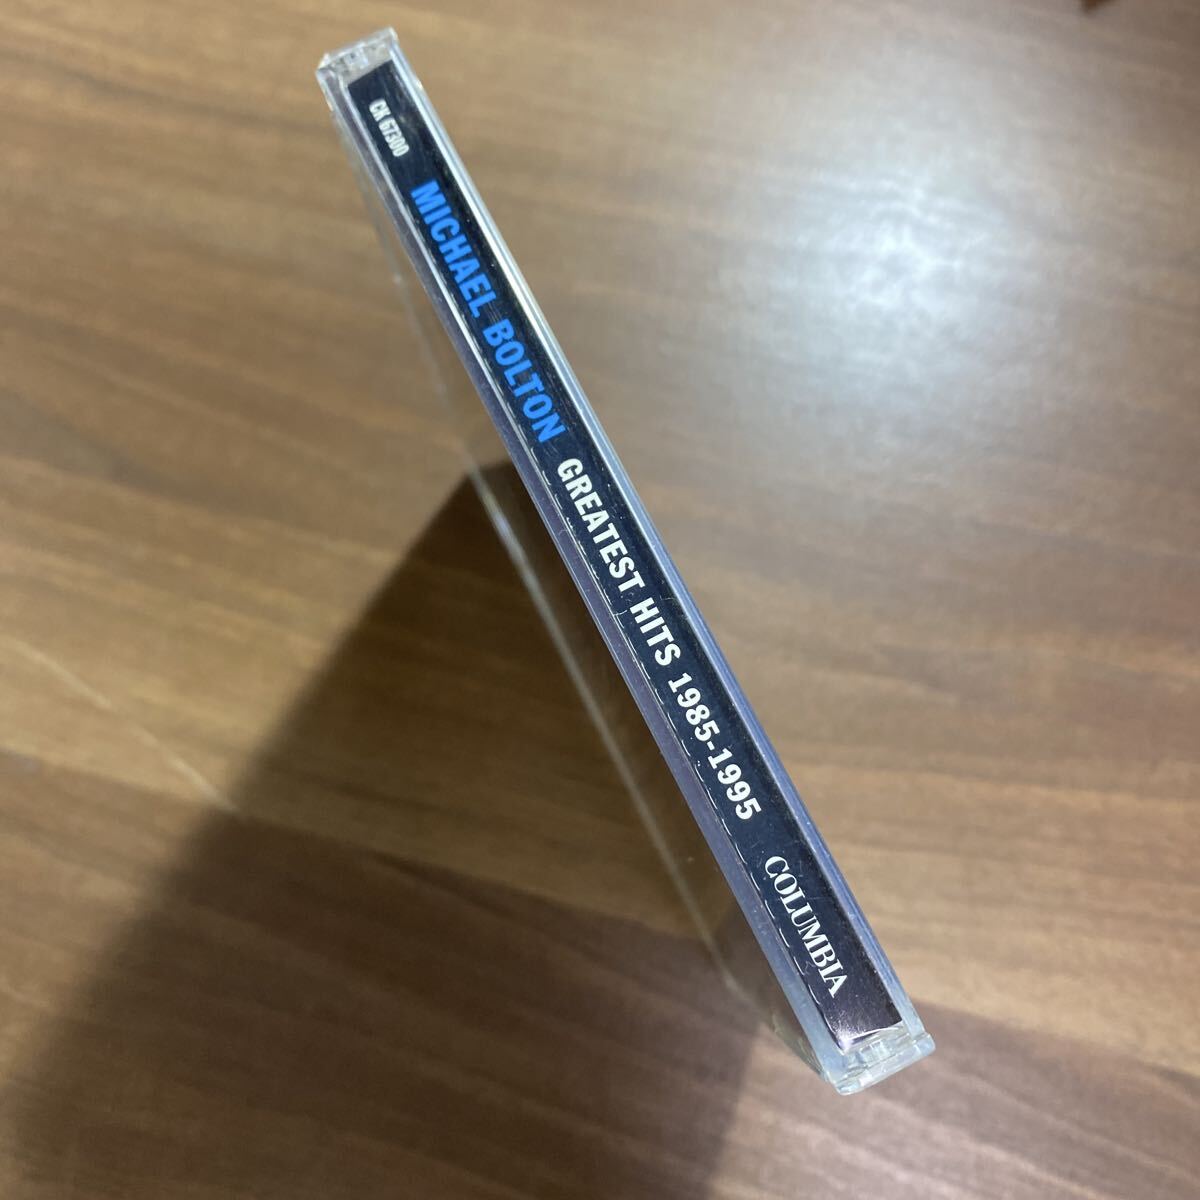 CK 67300 MICHAEL BOLTON GREATEST HITS 1985-1995 COLUMBIA